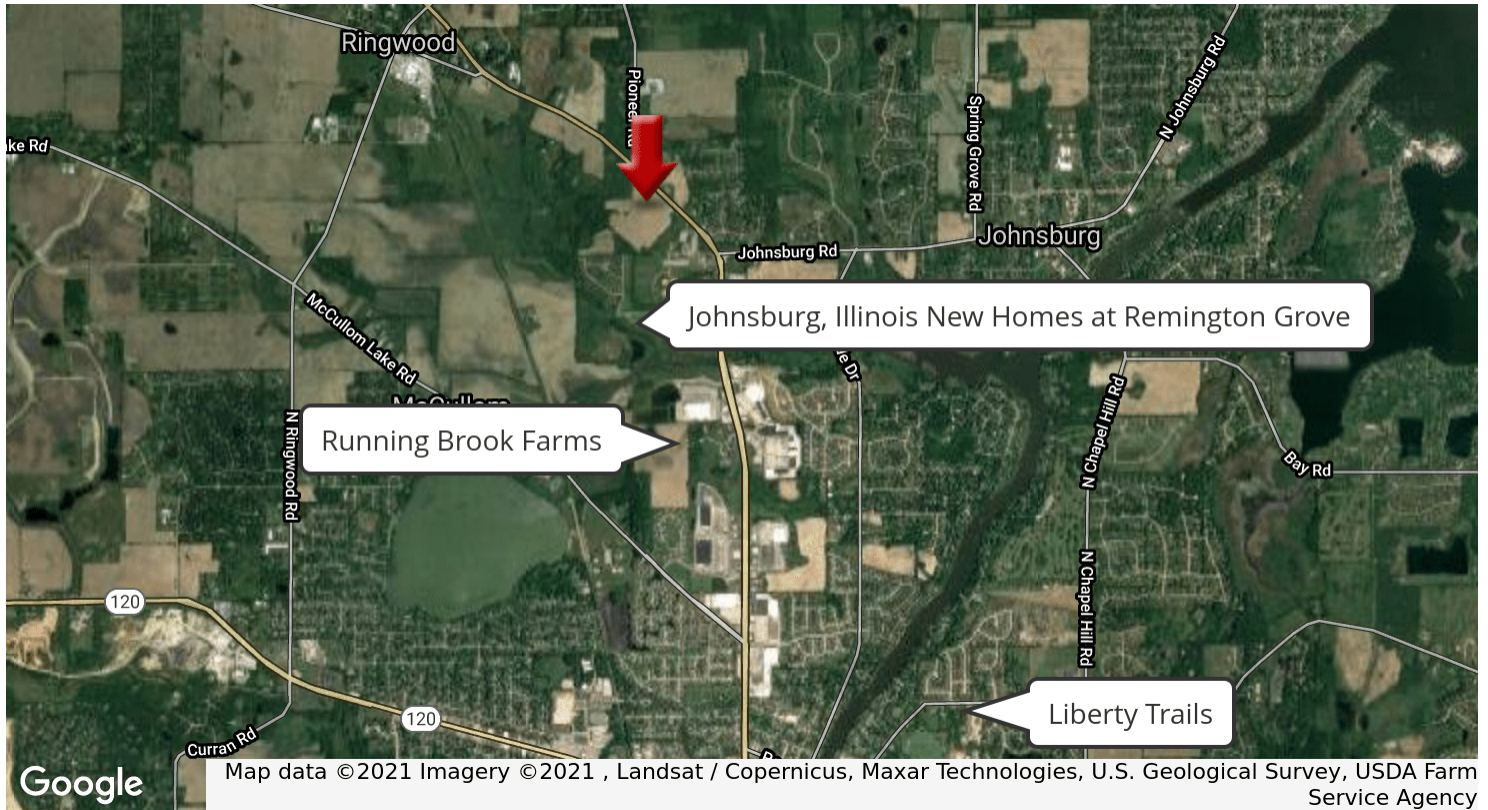 Ringwood
Pioneer Rd
Spring Grove Rd
N Johnsburg Rd
Rd
Johnsburg
Johnsburg Rd
McCullom Lake Rd
Johnsburg, Illinois New Homes at Remington Grove
Dr
McCullom
N Ringwood Rd
Running Brook Farms
N Chapel Hill Rd
Bay Rd
N Chapel Hill Rd
120
120
Liberty Trails
Curran Rd
Google
Map data ©2021 Imagery ©2021 , Landsat / Copernicus, Maxar Technologies, U.S. Geological Survey, USDA Farm
Service Agency